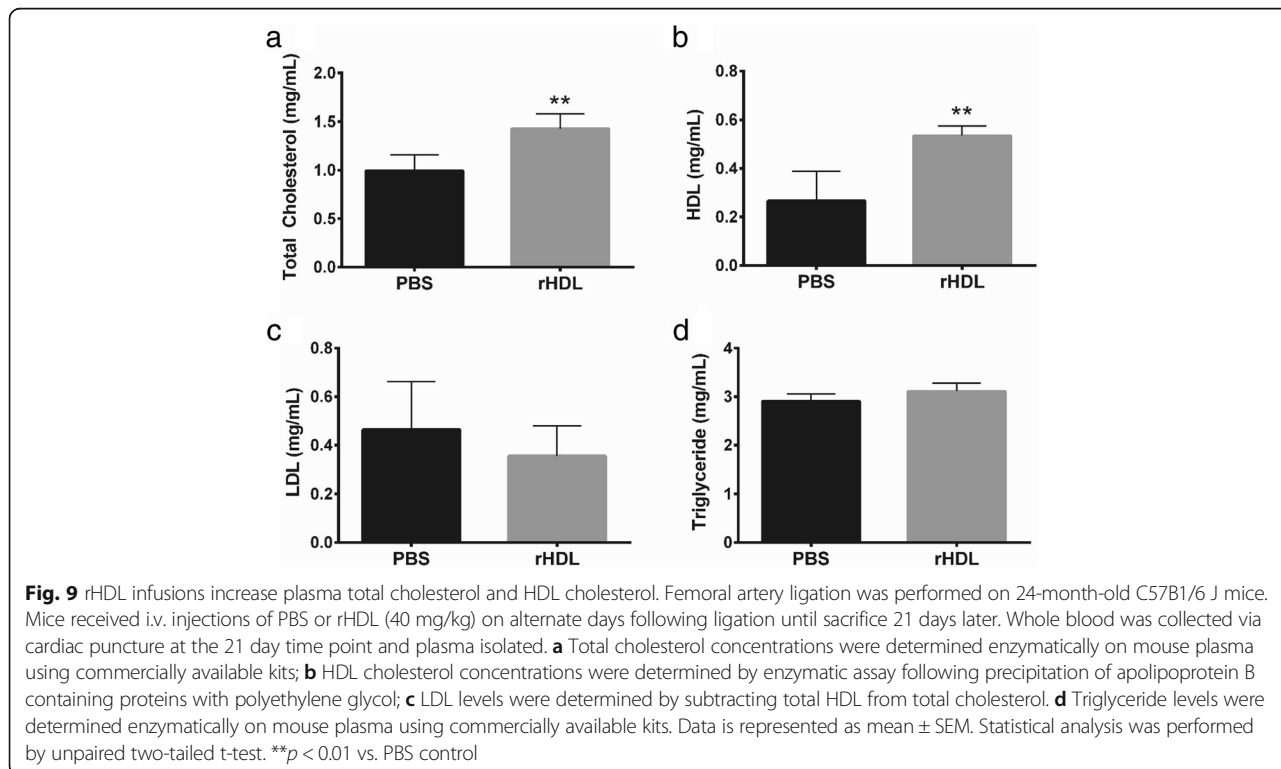 a
2.0
1.5
1.0
0.5
0.0
Total Cholesterol (mg/mL)
**
PBS
rHDL
b
0.8
0.6
0.4
0.2
0.0
HDL (mg/mL)
**
PBS
rHDL
c
0.8
0.6
0.4
0.2
0.0
LDL (mg/mL)
PBS
rHDL
d
4
3
2
1
0
Triglyceride (mg/mL)
PBS
rHDL
Fig. 9 rHDL infusions increase plasma total cholesterol and HDL cholesterol. Femoral artery ligation was performed on 24-month-old C57B1/6 J mice.
Mice received i.v. injections of PBS or rHDL (40 mg/kg) on alternate days following ligation until sacrifice 21 days later. Whole blood was collected via
cardiac puncture at the 21 day time point and plasma isolated. a Total cholesterol concentrations were determined enzymatically on mouse plasma
using commercially available kits; b HDL cholesterol concentrations were determined by enzymatic assay following precipitation of apolipoprotein B
containing proteins with polyethylene glycol; c LDL levels were determined by subtracting total HDL from total cholesterol. d Triglyceride levels were
determined enzymatically on mouse plasma using commercially available kits. Data is represented as mean ± SEM. Statistical analysis was performed
by unpaired two-tailed t-test. **p < 0.01 vs. PBS control